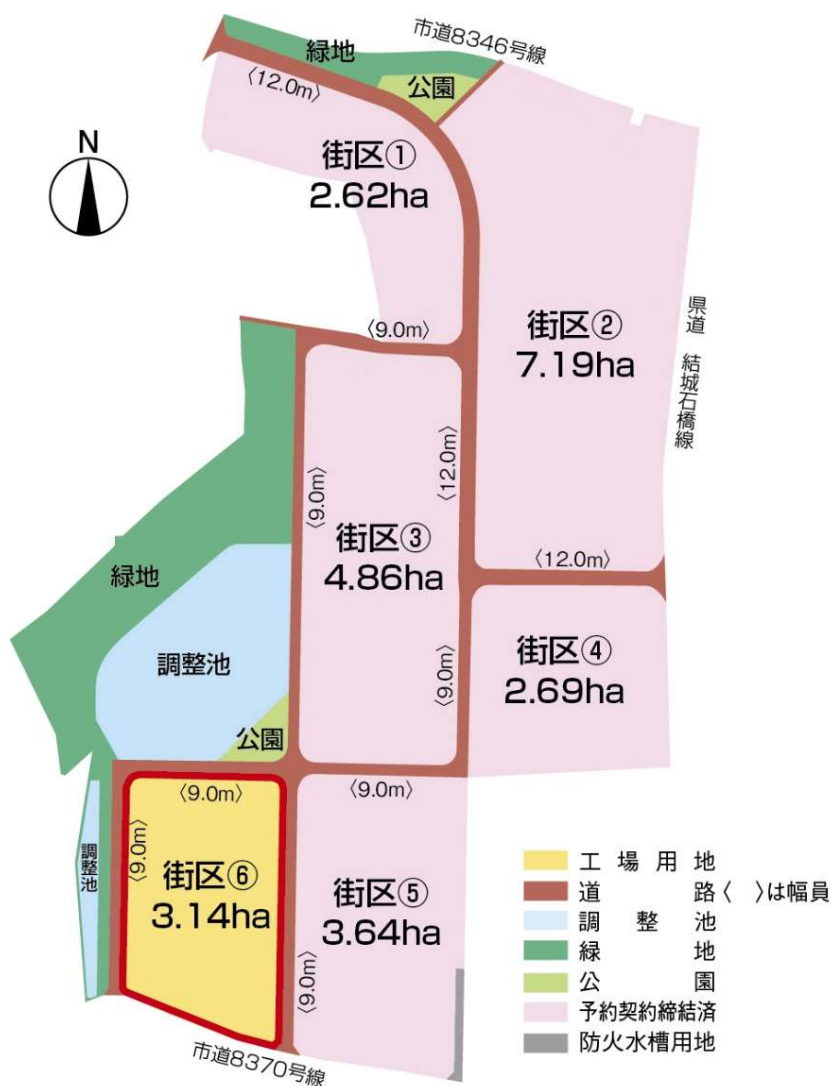 市道8346号線
緑地
公園
〈12.0m〉
N
街区①
2.62ha
〈9.0m〉
街区②
7.19ha
県道 結城石橋線
〈12.0m〉
〈9.0m〉
街区③
4.86ha
〈12.0m〉
緑地
調整池
〈9.0m〉
街区④
2.69ha
公園
〈9.0m〉
〈9.0m〉
調整池
〈9.0m〉
街区⑥
3.14ha
街区⑤
3.64ha
〈9.0m〉
市道8370号線
工場用地
道路〈 〉は幅員
調整池
緑地
公園
予約契約締結済
防火水槽用地